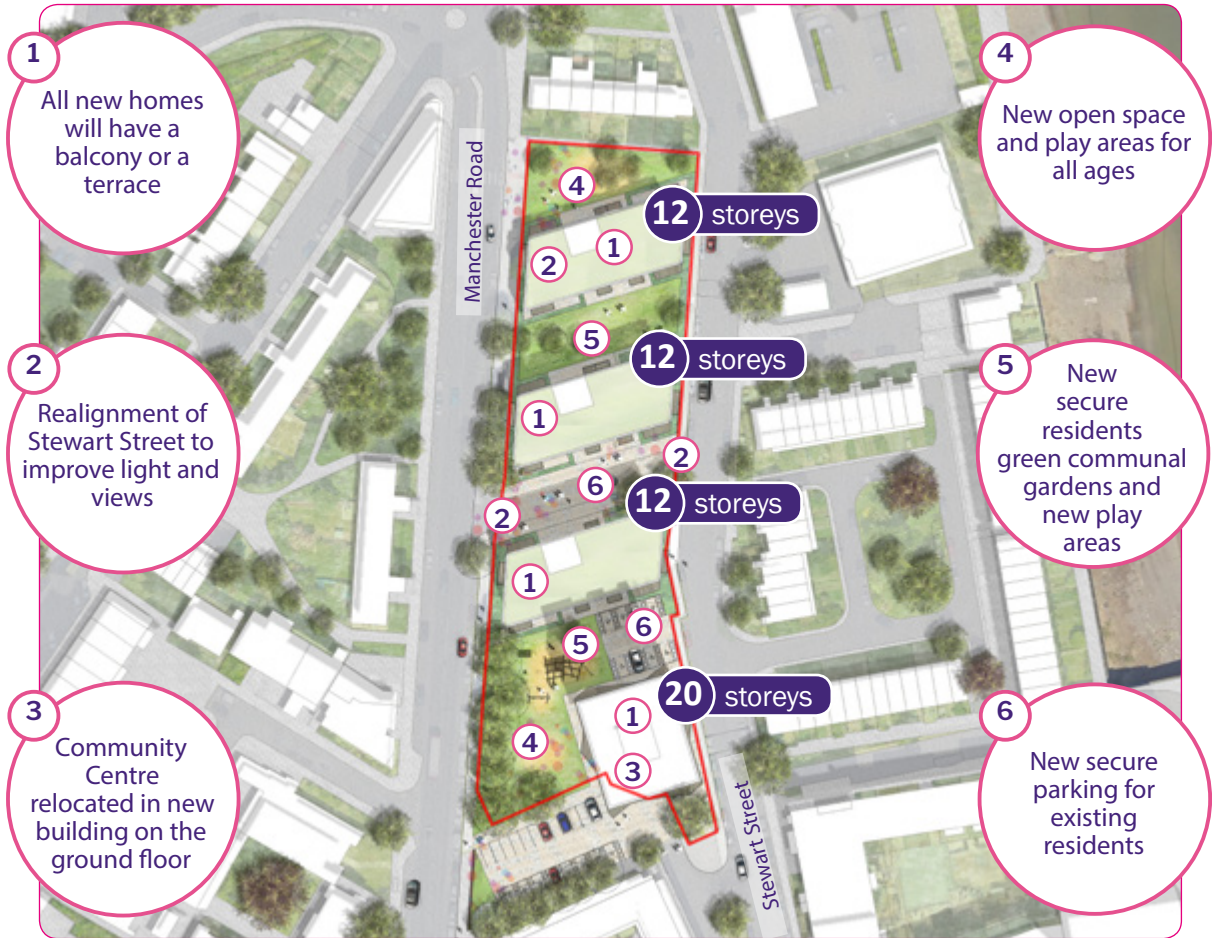 1
All new homes
will have a
balcony or a
terrace
2
Realignment of
Stewart Street to
improve light and
views
3
Community
Centre
relocated in new
building on the
ground floor
Manchester Road
4
12 storeys
1
2
5
12 storeys
1
2
6
12 storeys
2
1
6
5
20 storeys
1
4
3
Stewart Street
4
New open space
and play areas for
all ages
5
New
secure
residents
green communal
gardens and
new play
areas
6
New secure
parking for
existing
residents